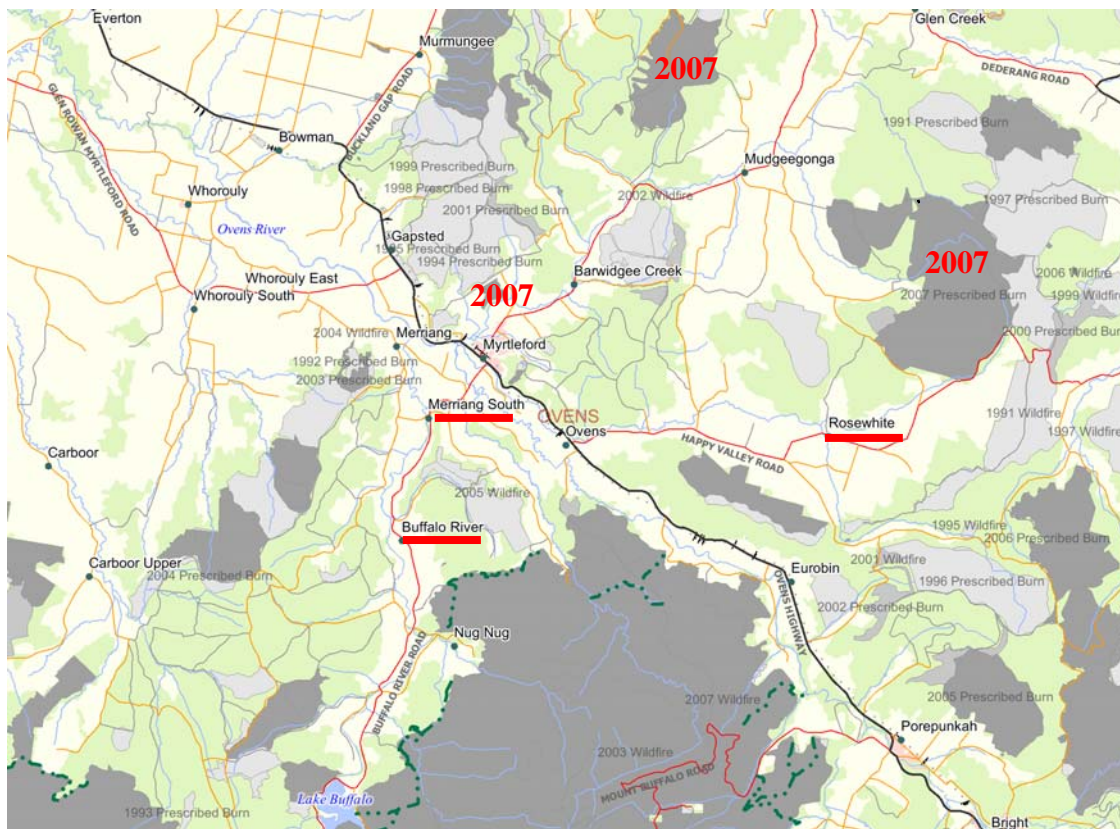 Everton
Glen Creek
Murmungee
2007
DEDERANG ROAD
GLEN ROWAN MYRTLEFORD ROAD
BUCKLAND GAP ROAD
1991 Prescribed Burn
Bowman
1999 Prescribed Burn
Mudgeegonga
Whorouly
1998 Prescribed Burn
2002 Wildfire
1997 Prescribed Burn
2001 Prescribed Burn
Ovens River
Gapsted
1995 Prescribed Burn
1994 Prescribed Burn
2007
Whorouly East
Barwidgee Creek
2006 Wildfire
2007
2007 Prescribed Burn
1999 Wildfire
Whorouly South
2004 Wildfire
Merriang
2000 Prescribed Burn
Myrtleford
1992 Prescribed Burn
2003 Prescribed Burn
1991 Wildfire
Merriang South
OVENS
Rosewhite
1997 Wildfire
Ovens
HAPPY VALLEY ROAD
Carboor
2005 Wildfire
Buffalo River
1995 Wildfire
2006 Prescribed Burn
Carboor Upper
2004 Prescribed Burn
2001 Wildfire
Eurobin
1996 Prescribed Burn
OVENS HIGHWAY
2002 Prescribed Burn
Nug Nug
BUFFALO RIVER ROAD
2007 Wildfire
2005 Prescribed Burn
Porepunkah
2003 Wildfire
MOUNT BUFFALO ROAD
Lake Buffalo
1993 Prescribed Burn
Bright